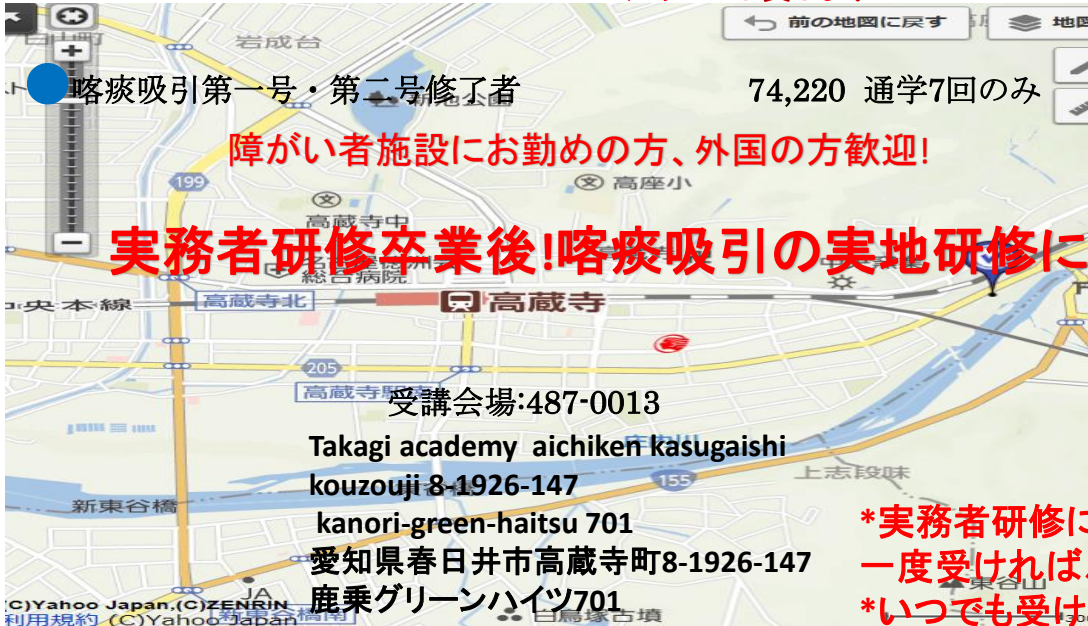 前の地図に戻す
地図
岩成台
喀痰吸引第一号・第二号修了者
74,220 通学7回のみ
障がい者施設にお勤めの方、外国の方歓迎!
199
高座小
高蔵寺中
実務者研修卒業後!喀痰吸引の実地研修に
総合病院
央本線
高蔵寺北
高蔵寺
205
受講会場:487-0013
Takagi academy aichiken kasugaishi
kouzouji 8-1926-147
155
上志段味
新東谷橋
kanori-green-haitsu 701
*実務者研修に
愛知県春日井市高蔵寺町8-1926-147
一度受ければ
東谷山
JA
鹿乗グリーンハイツ701
*いつでも受け
(C)Yahoo Japan,(C)ZENRIN
利用規約 (C)Yahoo Japan
白鳥塚古墳